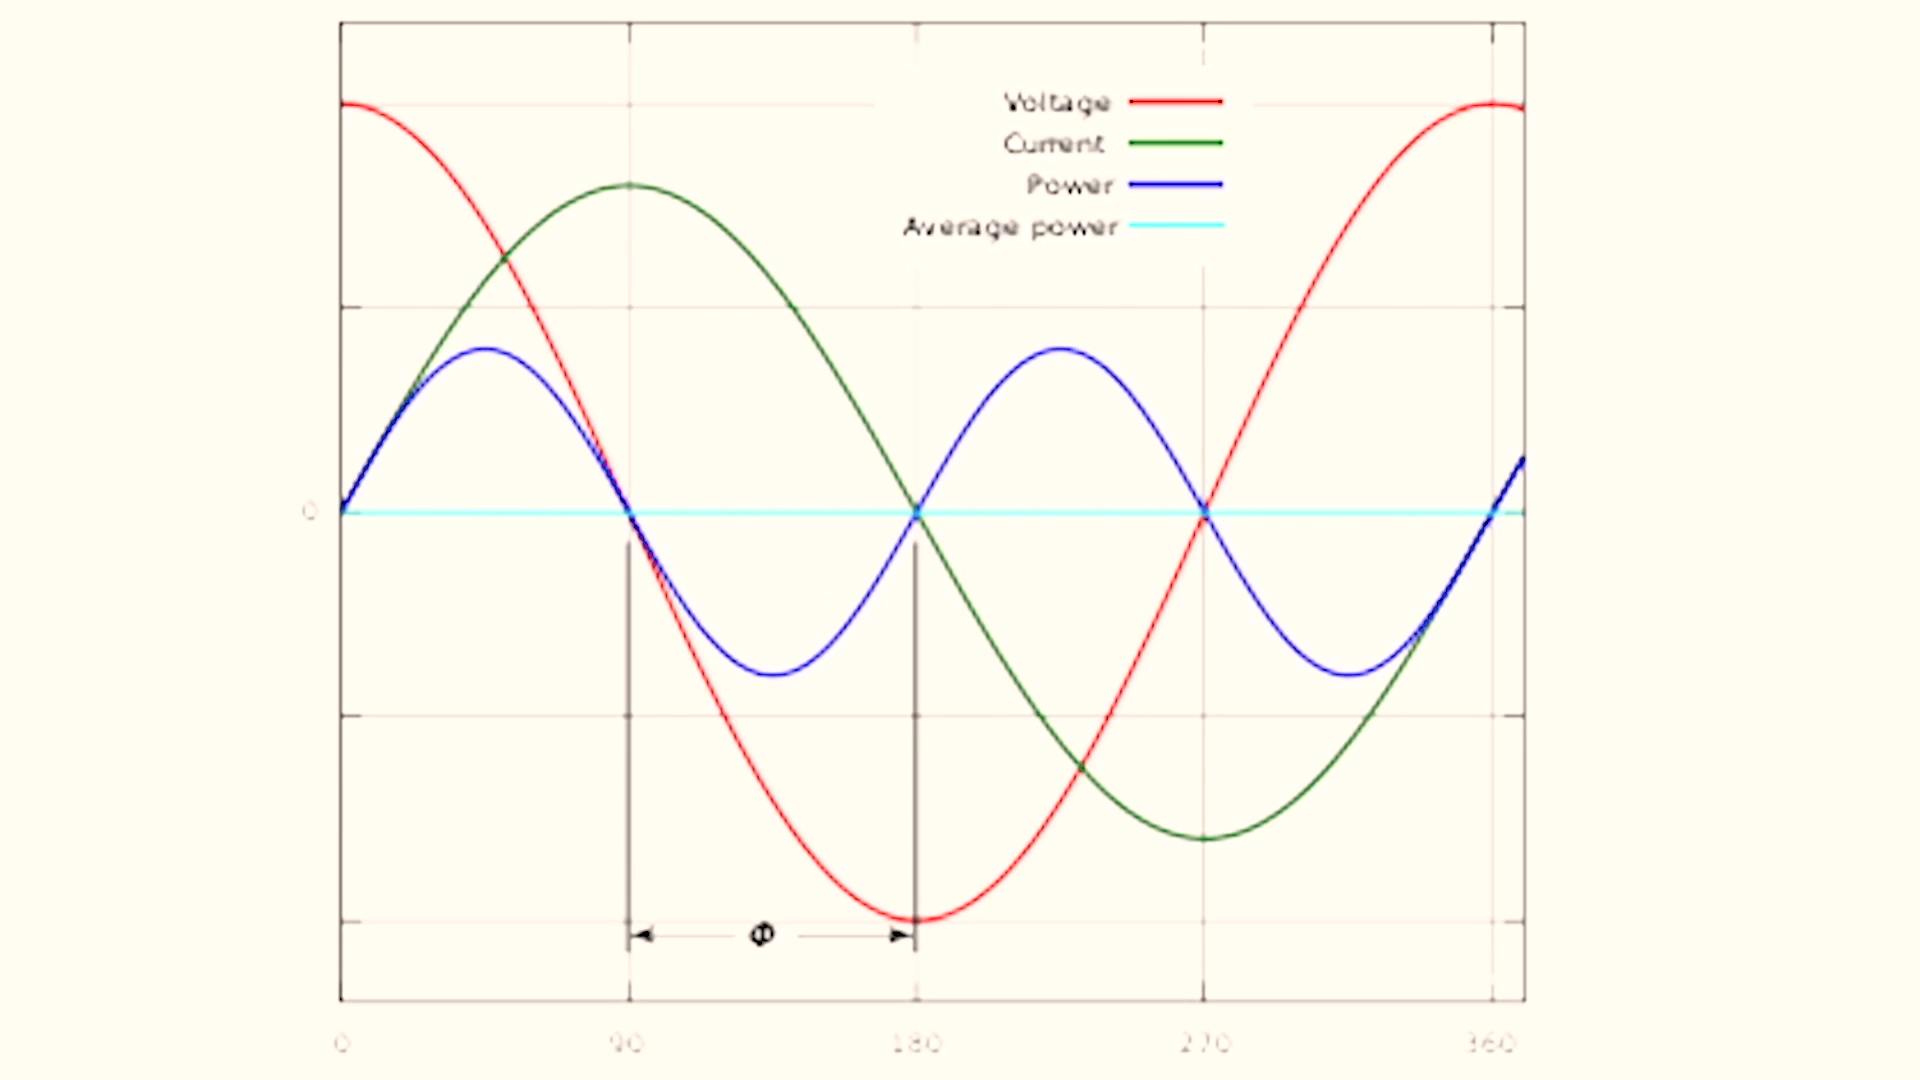 Voltage
Current
Power
Average power
0
Φ
0 90 180 270 360